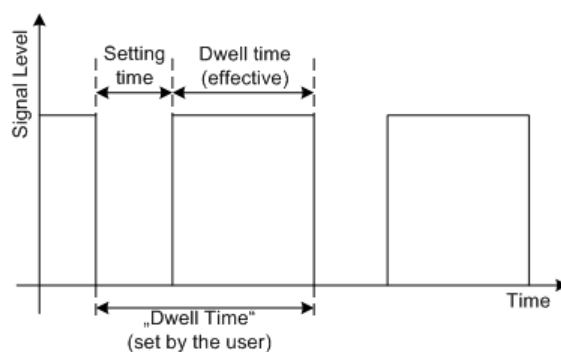 Signal Level
Setting
time
Dwell time
(effective)
Time
„Dwell Time“
(set by the user)